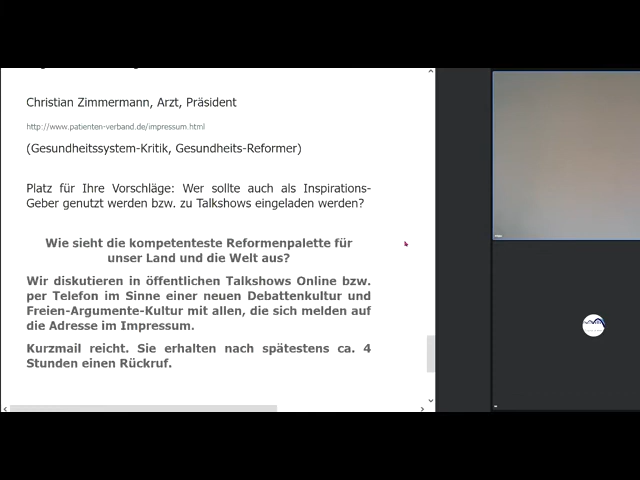 Christian Zimmermann, Arzt, Präsident
http://www.patienten-verband.de/impressum.html
(Gesundheitssystem-Kritik, Gesundheits-Reformer)
Platz für Ihre Vorschläge: Wer sollte auch als Inspirations-
Geber genutzt werden bzw. zu Talkshows eingeladen werden?
Wie sieht die kompetenteste Reformenpalette für
unser Land und die Welt aus?
Wir diskutieren in öffentlichen Talkshows Online bzw.
per Telefon im Sinne einer neuen Debattenkultur und
Freien-Argumente-Kultur mit allen, die sich melden auf
die Adresse im Impressum.
Kurzmail reicht. Sie erhalten nach spätestens ca. 4
Stunden einen Rückruf.